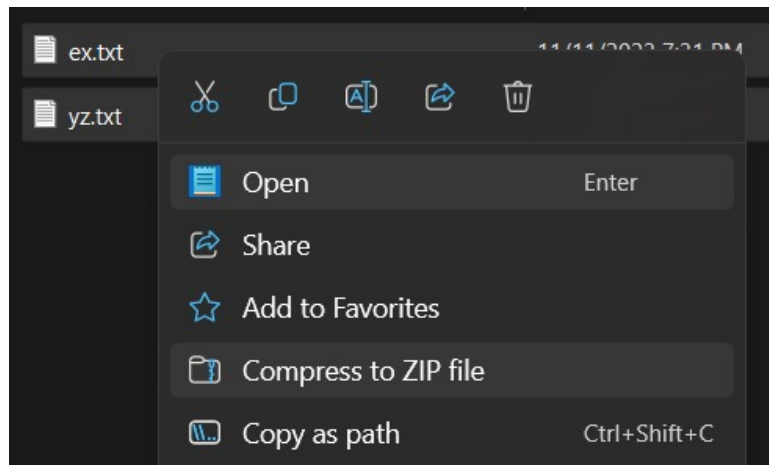 ex.txt
yz.txt
Open Enter
Share
Add to Favorites
Compress to ZIP file
Copy as path Ctrl+Shift+C